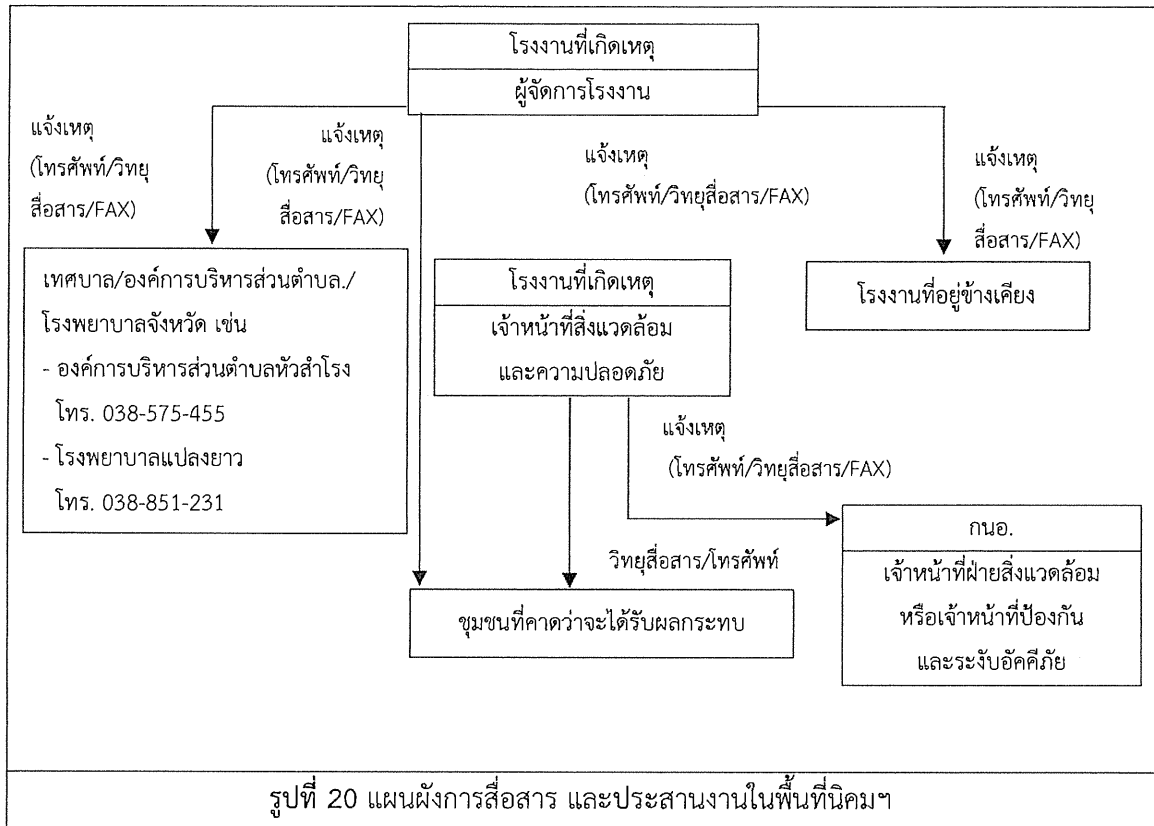 โรงงานที่เกิดเหตุ
ผู้จัดการโรงงาน
แจ้งเหตุ
(โทรศัพท์/วิทยุ
สื่อสาร/FAX)
แจ้งเหตุ
(โทรศัพท์/วิทยุ
สื่อสาร/FAX)
แจ้งเหตุ
(โทรศัพท์/วิทยุสื่อสาร/FAX)
แจ้งเหตุ
(โทรศัพท์/วิทยุ
สื่อสาร/FAX)
เทศบาล/องค์การบริหารส่วนตำบล./
โรงพยาบาลจังหวัด เช่น
- องค์การบริหารส่วนตำบลหัวสำโรง
โทร. 038-575-455
- โรงพยาบาลแปลงยาว
โทร. 038-851-231
โรงงานที่เกิดเหตุ
เจ้าหน้าที่สิ่งแวดล้อม
และความปลอดภัย
โรงงานที่อยู่ข้างเคียง
แจ้งเหตุ
(โทรศัพท์/วิทยุสื่อสาร/FAX)
วิทยุสื่อสาร/โทรศัพท์
ชุมชนที่คาดว่าจะได้รับผลกระทบ
กนอ.
เจ้าหน้าที่ฝ่ายสิ่งแวดล้อม
หรือเจ้าหน้าที่ป้องกัน
และระงับอัคคีภัย
รูปที่ 20 แผนผังการสื่อสาร และประสานงานในพื้นที่นิคมฯ